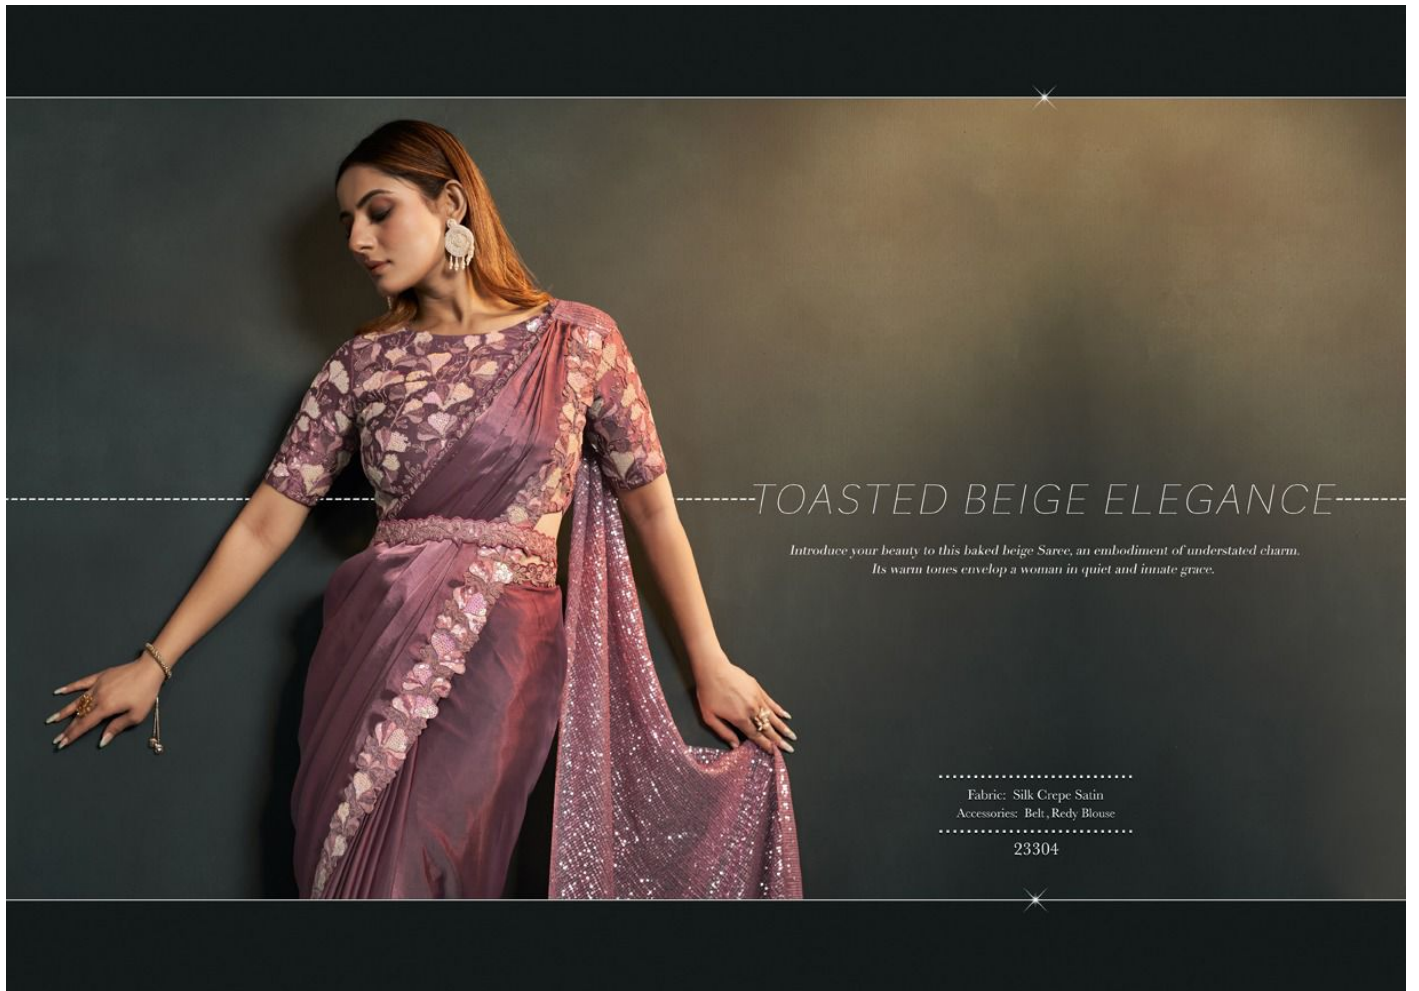 TOASTED BEIGE ELEGANCE
Introduce your beauty to this baked beige Saree, an embodiment of understated charm.
Its warm tones envelop a woman in quiet and innate grace.
Fabric: Silk Crepe Satin
Accessories: Belt, Redy Blouse
23304